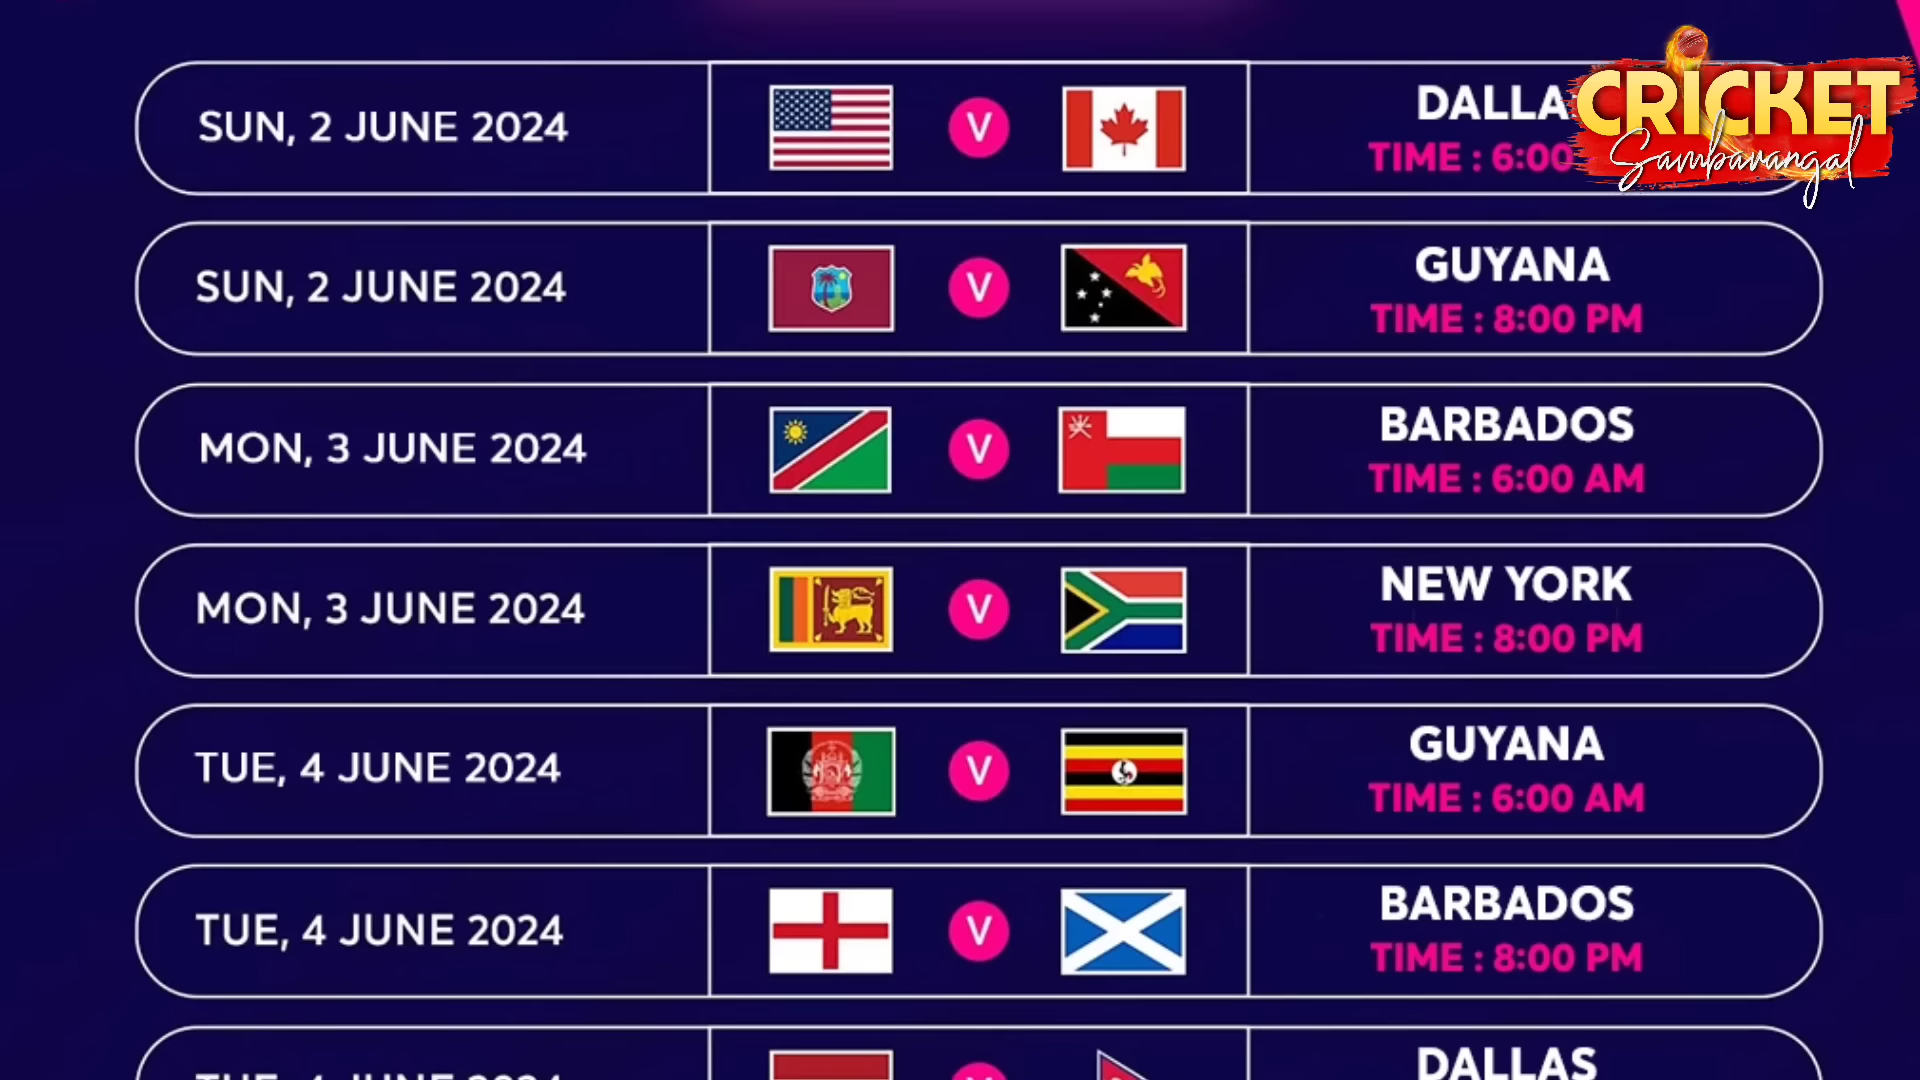 SUN, 2 JUNE 2024
V
TIME : 6:00
CRICKET
Sambavangal
SUN, 2 JUNE 2024
V
GUYANA
TIME : 8:00 PM
MON, 3 JUNE 2024
V
BARBADOS
TIME : 6:00 AM
MON, 3 JUNE 2024
V
NEW YORK
TIME : 8:00 PM
TUE, 4 JUNE 2024
V
GUYANA
TIME : 6:00 AM
TUE, 4 JUNE 2024
V
BARBADOS
TIME : 8:00 PM
DALLAS